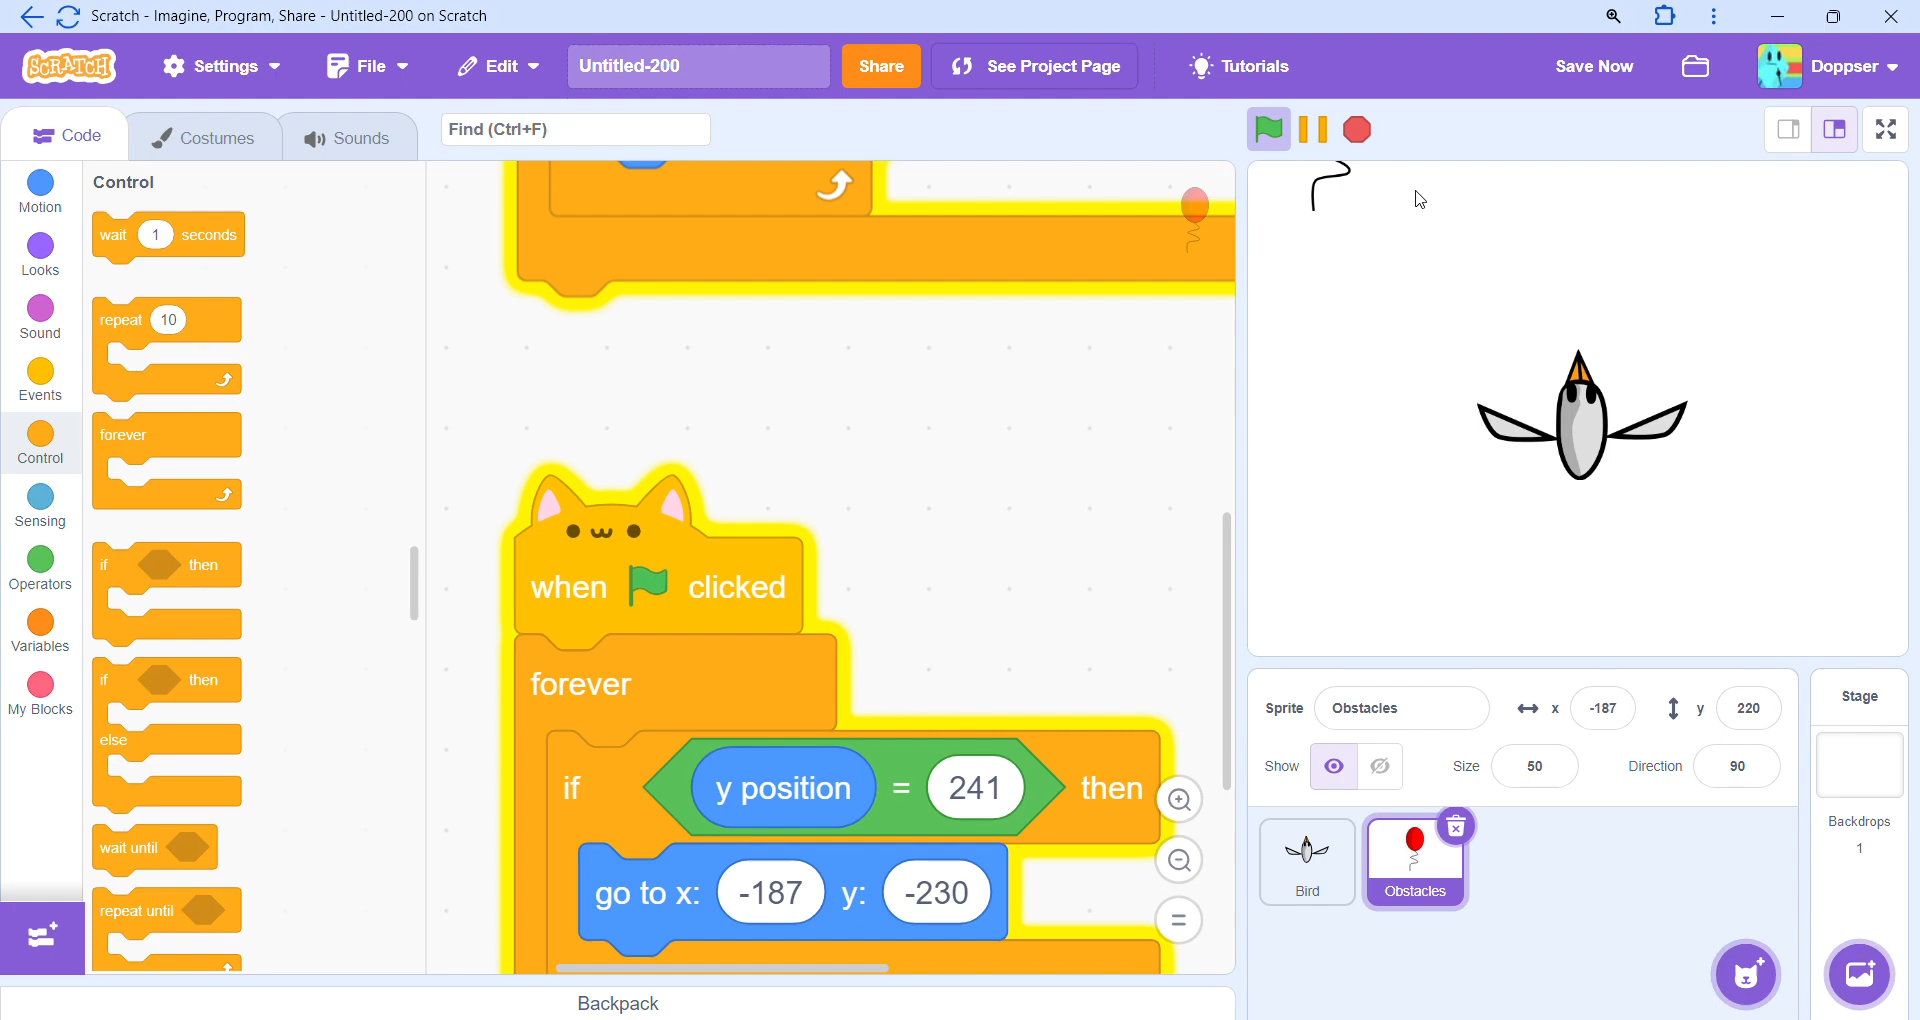 Scratch - Imagine, Program, Share - Untitled-200 on Scratch
SCRATCH
Settings
File
Edit
Untitled-200
Share
See Project Page
Tutorials
Save Now
Doppser
Code
Costumes
Sounds
Find (Ctrl+F)
Motion
Looks
Sound
Events
Control
Sensing
Operators
Variables
My Blocks
Control
wait 1 seconds
repeat 10
forever
if then
if then
else
wait until
repeat until
when clicked
forever
if y position = 241 then
go to x: -187 y: -230
Backpack
Sprite Obstacles x -187 y 220
Show Size 50 Direction 90
Bird
Obstacles
Stage
Backdrops
1